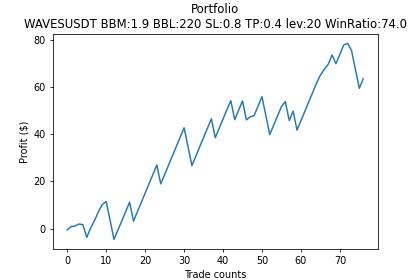 Portfolio
WAVESUSDT BBM:1.9 BBL:220 SL:0.8 TP:0.4 lev:20 WinRatio:74.0
80
60
40
20
0
Profit ($)
0 10 20 30 40 50 60 70
Trade counts